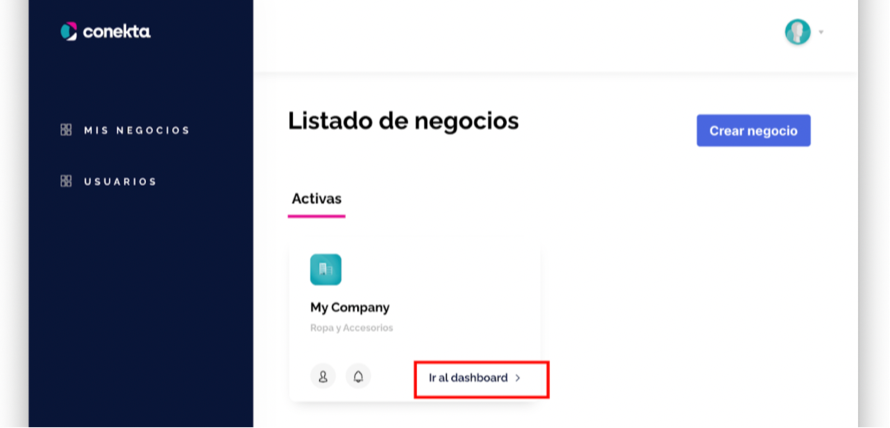 conekta
MIS NEGOCIOS
USUARIOS
Listado de negocios
Crear negocio
Activas
My Company
Ropa y Accesorios
Ir al dashboard >